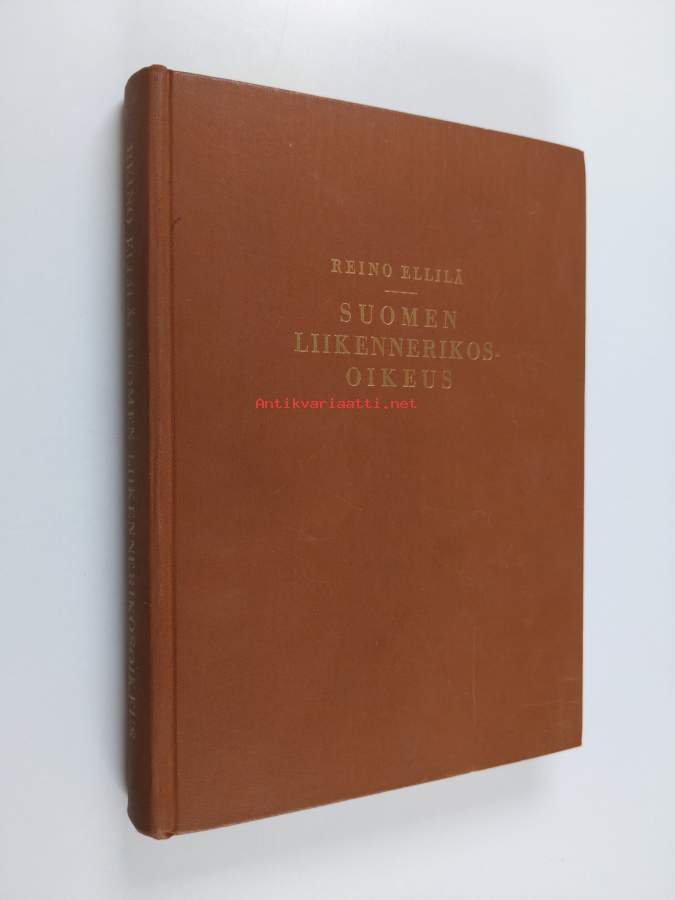 REINO ELLILÄ
SUOMEN
LIIKENNERIKOS-
OIKEUS
Antikvariaatti.net
REINO ELLILÄ SUOMEN LIIKENNERIKOSOIKEUS